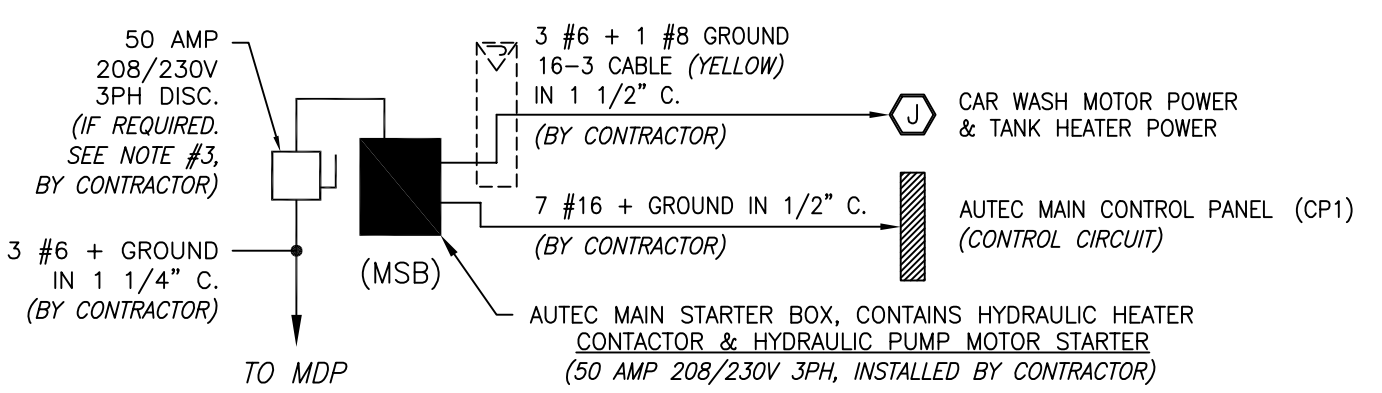 50 AMP
208/230V
3PH DISC.
(IF REQUIRED.
SEE NOTE #3,
BY CONTRACTOR)
3 #6 + GROUND
IN 1 1/4" C.
(BY CONTRACTOR)
TO MDP
(MSB)
3 #6 + 1 #8 GROUND
16-3 CABLE (YELLOW)
IN 1 1/2" C.
(BY CONTRACTOR)
J
CAR WASH MOTOR POWER
& TANK HEATER POWER
7 #16 + GROUND IN 1/2" C.
(BY CONTRACTOR)
AUTEC MAIN CONTROL PANEL (CP1)
(CONTROL CIRCUIT)
AUTEC MAIN STARTER BOX, CONTAINS HYDRAULIC HEATER
CONTACTOR & HYDRAULIC PUMP MOTOR STARTER
(50 AMP 208/230V 3PH, INSTALLED BY CONTRACTOR)